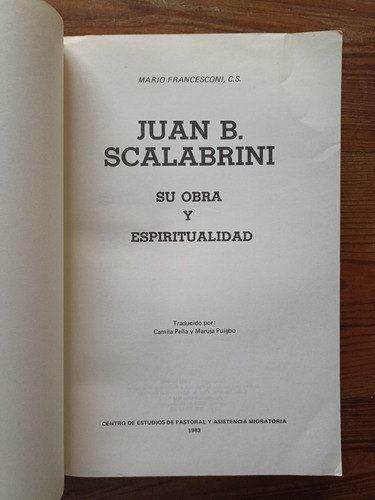 MARIO FRANCESCONI, C.S.
JUAN B.
SCALABRINI
SU OBRA
Y
ESPIRITUALIDAD
Traducido por:
Camila Peña y Maruja Puigbo
CENTRO DE ESTUDIOS DE PASTORAL Y ASISTENCIA MIGRATORIA
1983